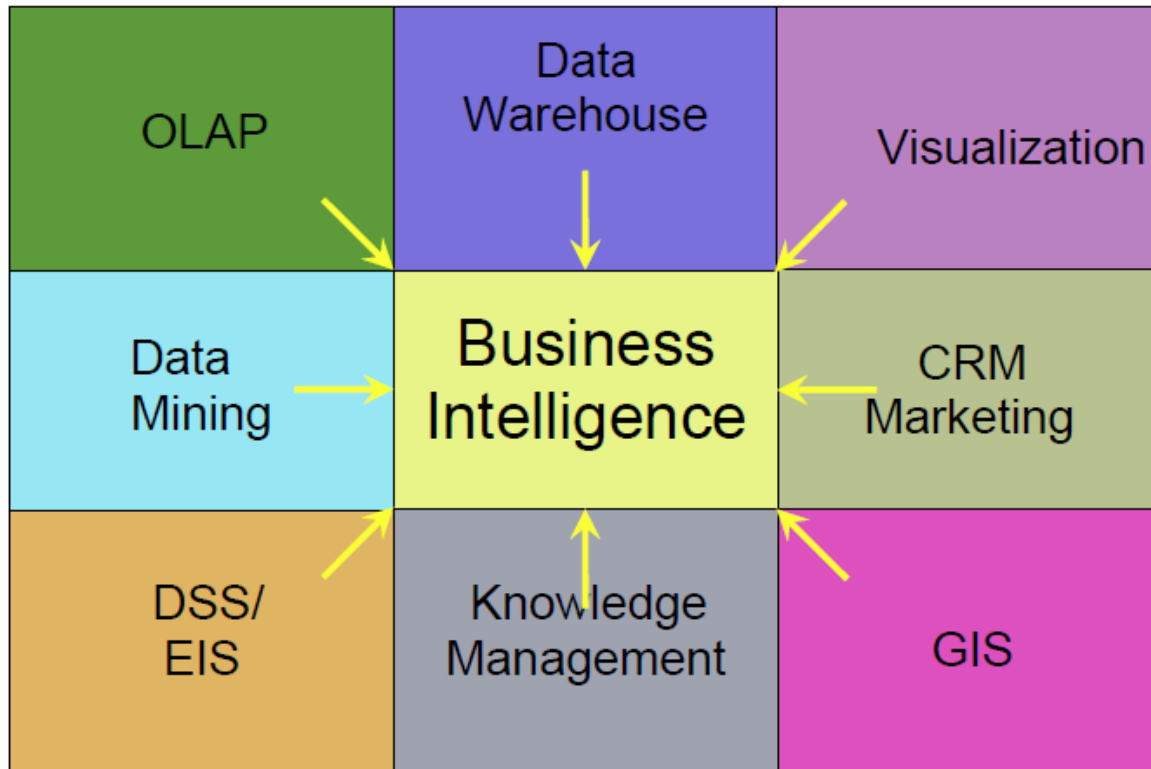 OLAP
Data
Warehouse
Visualization
Data
Mining
Business
Intelligence
CRM
Marketing
DSS/
EIS
Knowledge
Management
GIS